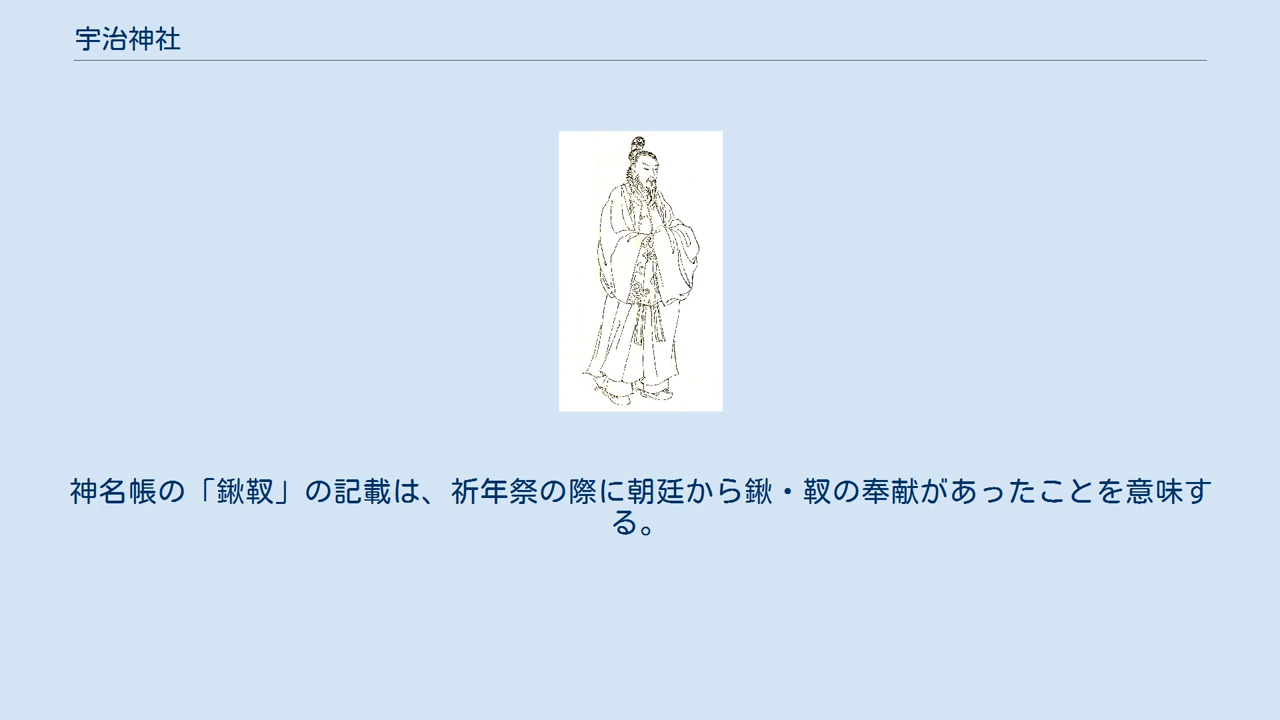 宇治神社
神名帳の「鍬靫」の記載は、祈年祭の際に朝廷から鍬・靫の奉献があったことを意味す
る。